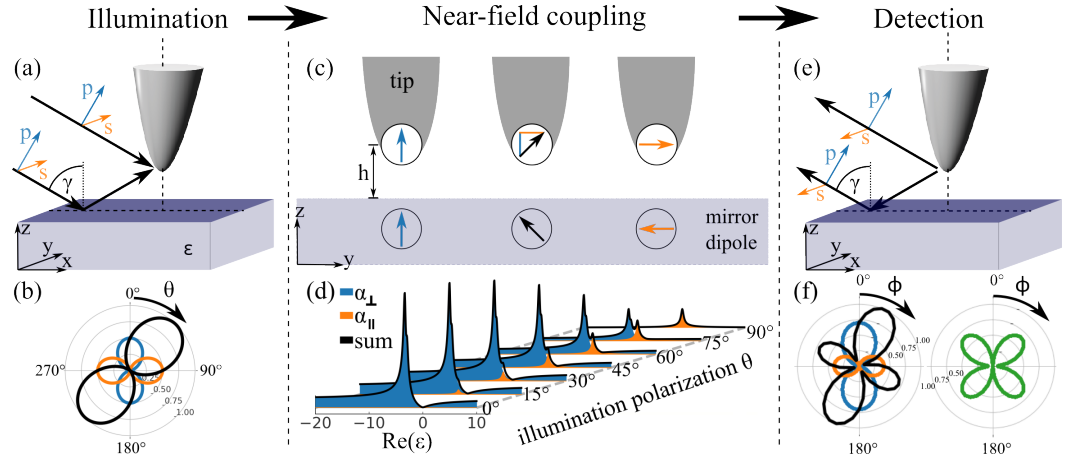 Illumination
Near-field coupling
Detection
(a)
p
s
p
s
γ
z
y
x
ε
(b)
0°
θ
270°
90°
0.25
0.50
0.75
1.00
180°
(c)
tip
h
z
y
mirror
dipole
(d)
α⊥
α∥
sum
−20
−10
0
10
Re(ε)
0°
15°
30°
45°
60°
75°
90°
illumination polarization θ
(e)
p
s
p
s
γ
z
y
x
(f)
0°
ϕ
0.50
0.75
1.00
180°
0°
ϕ
0.50
0.75
1.00
180°